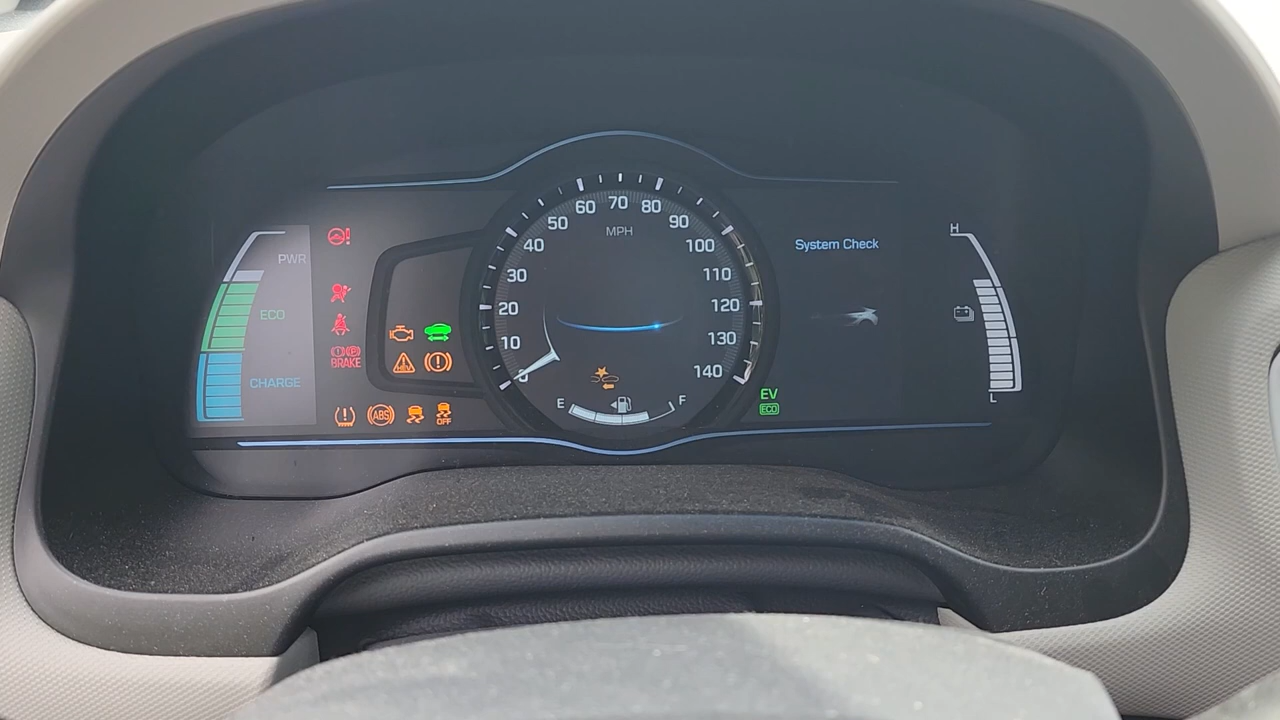 PWR
ECO
CHARGE
BRAKE
HEV
ABS
OFF
0
10
20
30
40
50
60
70
80
90
100
110
120
130
140
MPH
E
F
System Check
EV
ECO
H
L